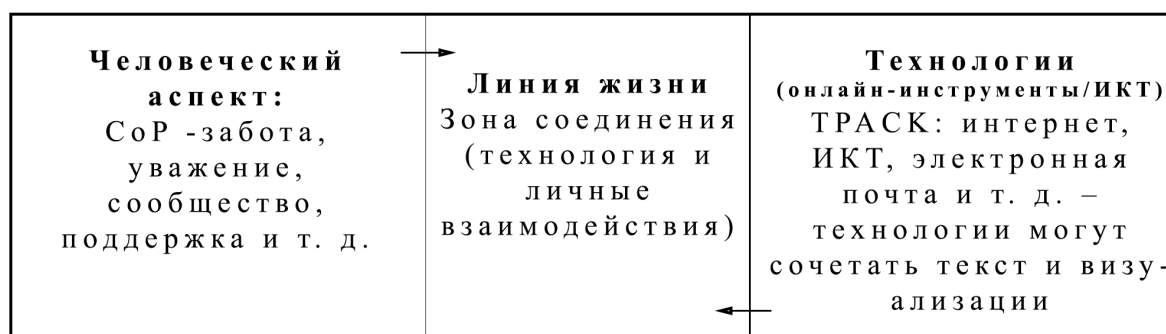 Человеческий
аспект:
CoP -забота,
уважение,
сообщество,
поддержка и т. д.
Линия жизни
Зона соединения
(технология и
личные
взаимодействия)
Технологии
(онлайн-инструменты/ИКТ)
TPACK: интернет,
ИКТ, электронная
почта и т. д. –
технологии могут
сочетать текст и визу-
ализации